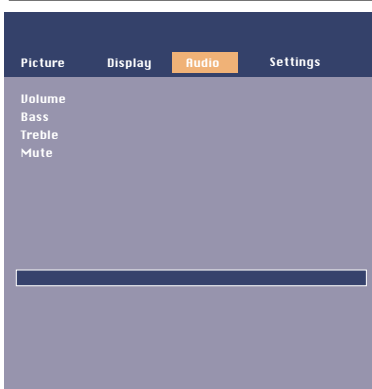 Picture Display Audio Settings
Volume
Bass
Treble
Mute